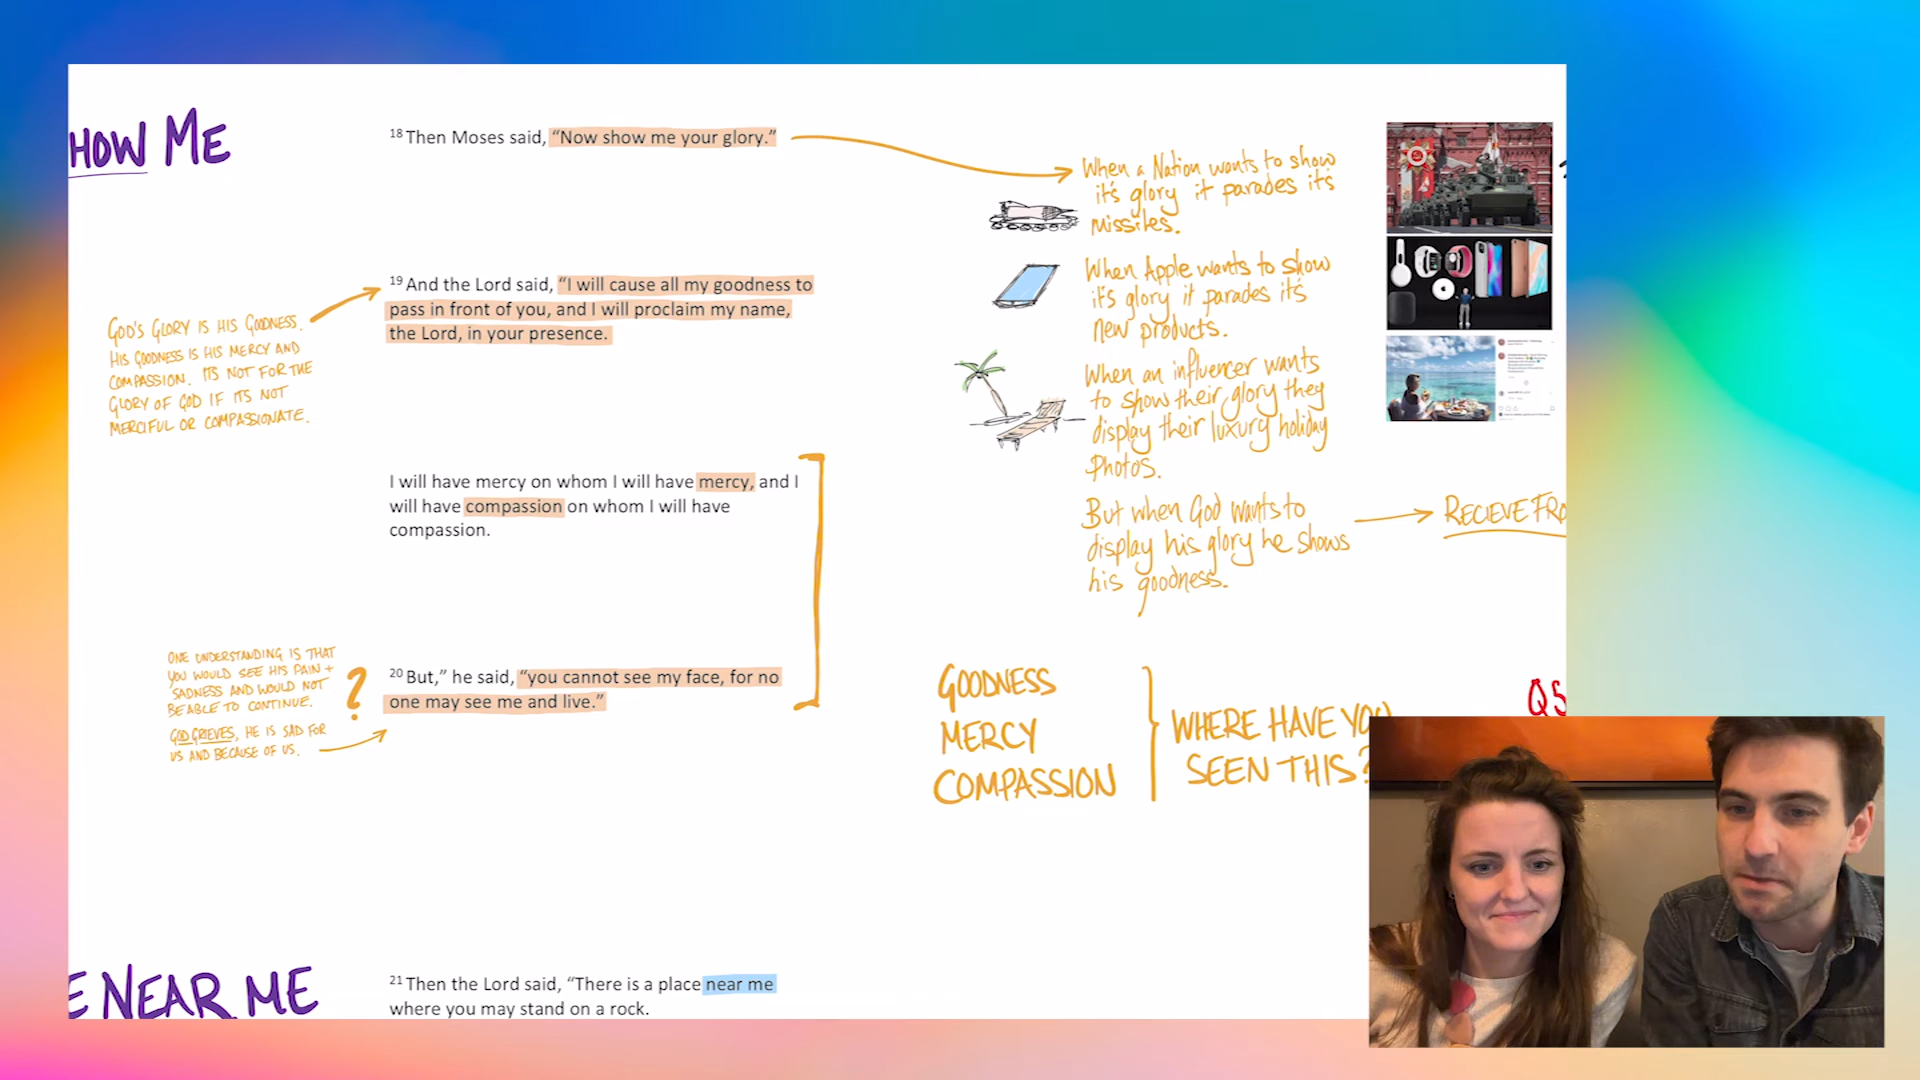 HOW ME
18 Then Moses said, “Now show me your glory.”
When a Nation wants to show
it's glory it parades its
missiles.
19 And the Lord said, “I will cause all my goodness to
pass in front of you, and I will proclaim my name,
the Lord, in your presence.
GOD'S GLORY IS HIS GOODNESS.
HIS GOODNESS IS HIS MERCY AND
COMPASSION. ITS NOT FOR THE
GLORY OF GOD IF ITS NOT
MERCIFUL OR COMPASSIONATE.
When Apple wants to show
it's glory it parades it's
new products.
When an influencer wants
to show their glory they
display their luxury holiday
photos.
I will have mercy on whom I will have mercy, and I
will have compassion on whom I will have
compassion.
But when God wants to
display his glory he shows
his goodness.
RECIEVE FRO
ONE UNDERSTANDING IS THAT
YOU WOULD SEE HIS PAIN +
SADNESS AND WOULD NOT
BE ABLE TO CONTINUE.
?
GOD GRIEVES, HE IS SAD FOR
US AND BECAUSE OF US.
20 But,” he said, “you cannot see my face, for no
one may see me and live.”
GOODNESS
MERCY
COMPASSION
WHERE HAVE YOU
SEEN THIS?
Q5
E NEAR ME
21 Then the Lord said, “There is a place near me
where you may stand on a rock.